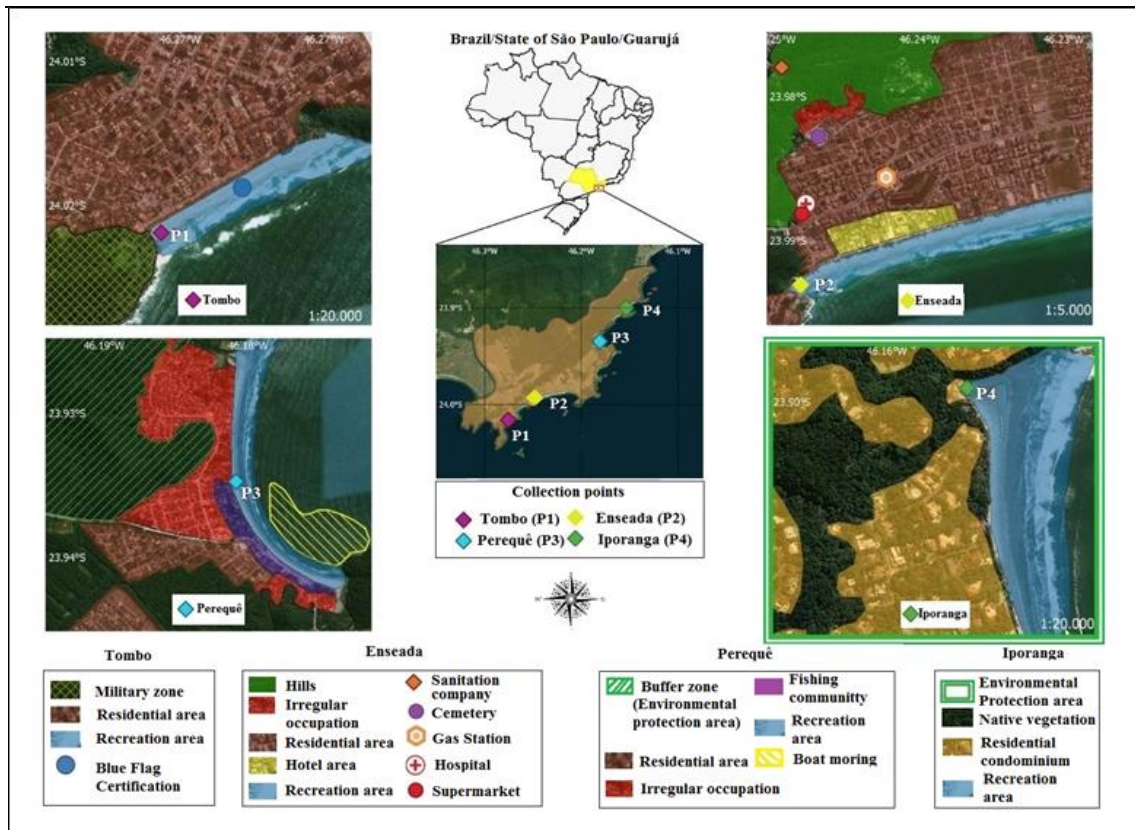 Brazil/State of São Paulo/Guarujá
46.27°W
46.27°W
24.01°S
24.02°S
P1
Tombo
1:20.000
25°W
46.24°W
46.23°W
23.98°S
23.99°S
P2
Enseada
1:5.000
46.3°W
46.2°W
46.1°W
23.9°S
24.0°S
P4
P3
P2
P1
46.19°W
46.18°W
23.93°S
23.94°S
P3
Perequê
Collection points
Tombo (P1)
Enseada (P2)
Perequê (P3)
Iporanga (P4)
46.16°W
23.90°S
P4
Iporanga
1:20.000
Tombo
Military zone
Residential area
Recreation area
Blue Flag
Certification
Enseada
Hills
Irregular
occupation
Residential area
Hotel area
Recreation area
Sanitation
company
Cemetery
Gas Station
Hospital
Supermarket
Perequê
Buffer zone
(Environmental
protection area)
Residential area
Irregular occupation
Fishing
communitty
Recreation
area
Boat moring
Iporanga
Environmental
Protection area
Native vegetation
Residential
condominium
Recreation
area